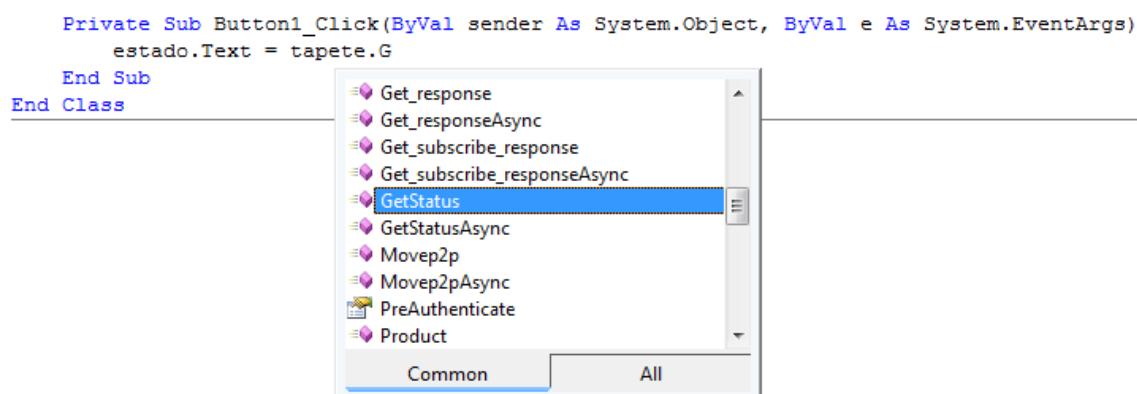 Private Sub Button1_Click(ByVal sender As System.Object, ByVal e As System.EventArgs)
estado.Text = tapete.G
End Sub
End Class
Get_response
Get_responseAsync
Get_subscribe_response
Get_subscribe_responseAsync
GetStatus
GetStatusAsync
Movep2p
Movep2pAsync
PreAuthenticate
Product
Common All